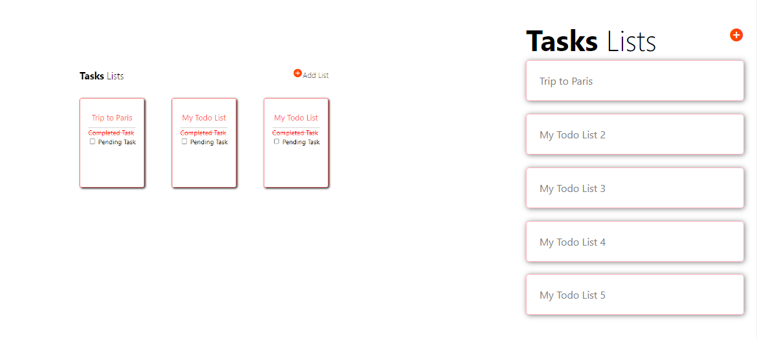 Tasks Lists
Add List
Trip to Paris
Completed Task
Pending Task
My Todo List
Completed Task
Pending Task
My Todo List
Completed Task
Pending Task
Tasks Lists
Trip to Paris
My Todo List 2
My Todo List 3
My Todo List 4
My Todo List 5